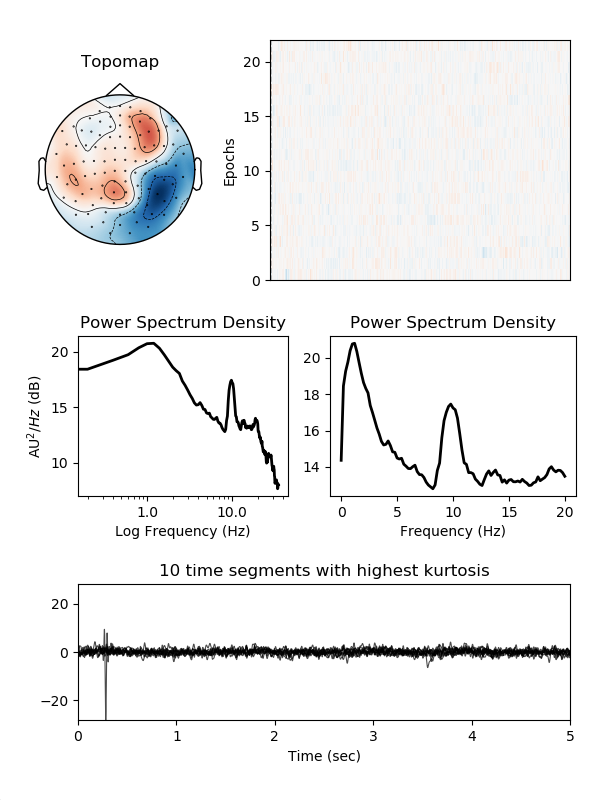 Topomap
Epochs
20
15
10
5
0
Power Spectrum Density
AU²/Hz (dB)
20
15
10
1.0 10.0
Log Frequency (Hz)
Power Spectrum Density
20
18
16
14
0 5 10 15 20
Frequency (Hz)
10 time segments with highest kurtosis
20
0
−20
0 1 2 3 4 5
Time (sec)